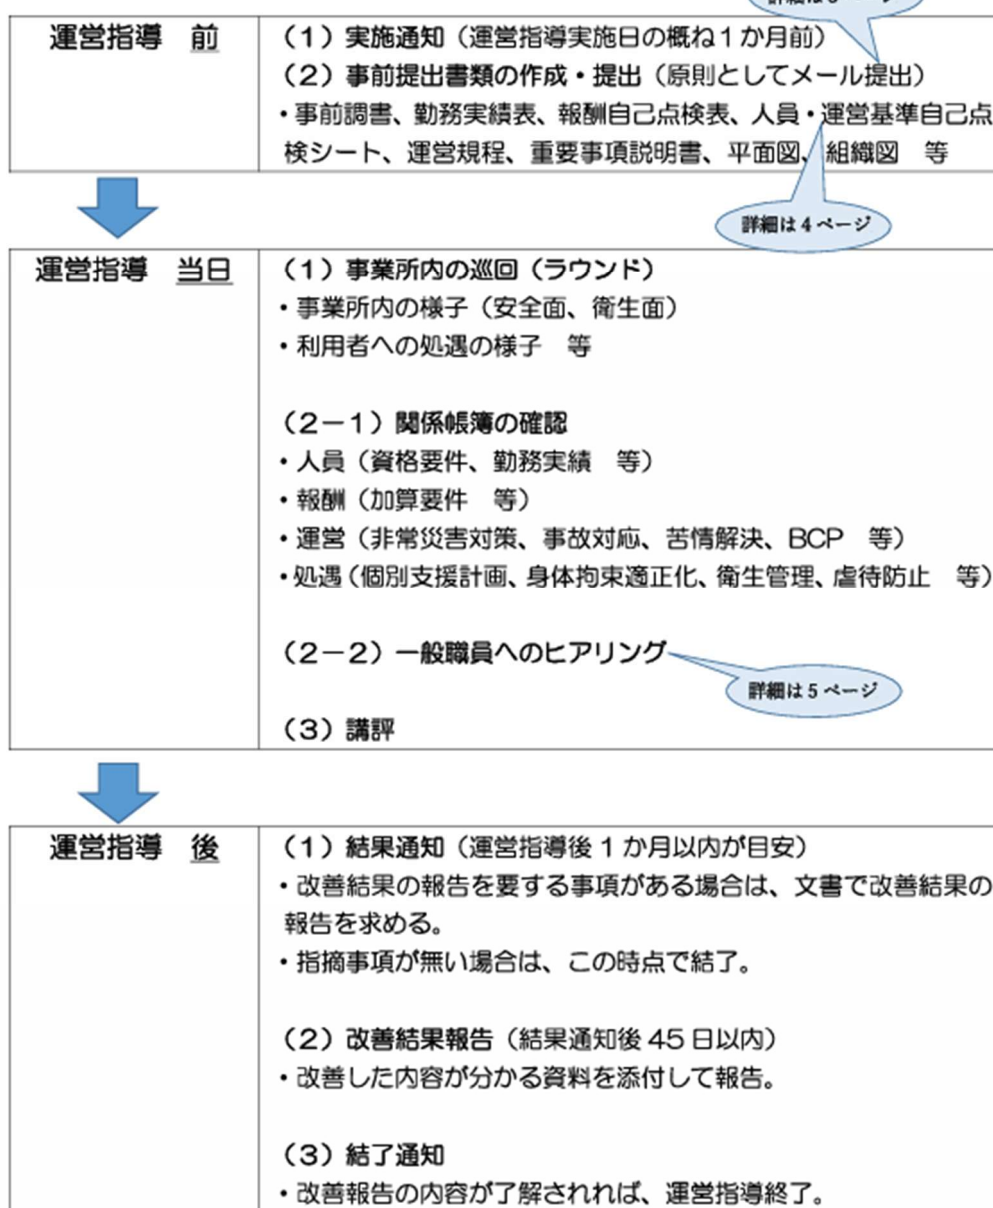 運営指導　前
（１）実施通知（運営指導実施日の概ね１か月前）
（２）事前提出書類の作成・提出（原則としてメール提出）
・事前調書、勤務実績表、報酬自己点検表、人員・運営基準自己点
検シート、運営規程、重要事項説明書、平面図、組織図　等
詳細は４ページ
運営指導　当日
（１）事業所内の巡回（ラウンド）
・事業所内の様子（安全面、衛生面）
・利用者への処遇の様子　等
（２－１）関係帳簿の確認
・人員（資格要件、勤務実績　等）
・報酬（加算要件　等）
・運営（非常災害対策、事故対応、苦情解決、BCP　等）
・処遇（個別支援計画、身体拘束適正化、衛生管理、虐待防止　等）
（２－２）一般職員へのヒアリング
詳細は５ページ
（３）講評
運営指導　後
（１）結果通知（運営指導後 1 か月以内が目安）
・改善結果の報告を要する事項がある場合は、文書で改善結果の
報告を求める。
・指摘事項が無い場合は、この時点で結了。
（２）改善結果報告（結果通知後 45 日以内）
・改善した内容が分かる資料を添付して報告。
（３）結了通知
・改善報告の内容が了解されれば、運営指導終了。